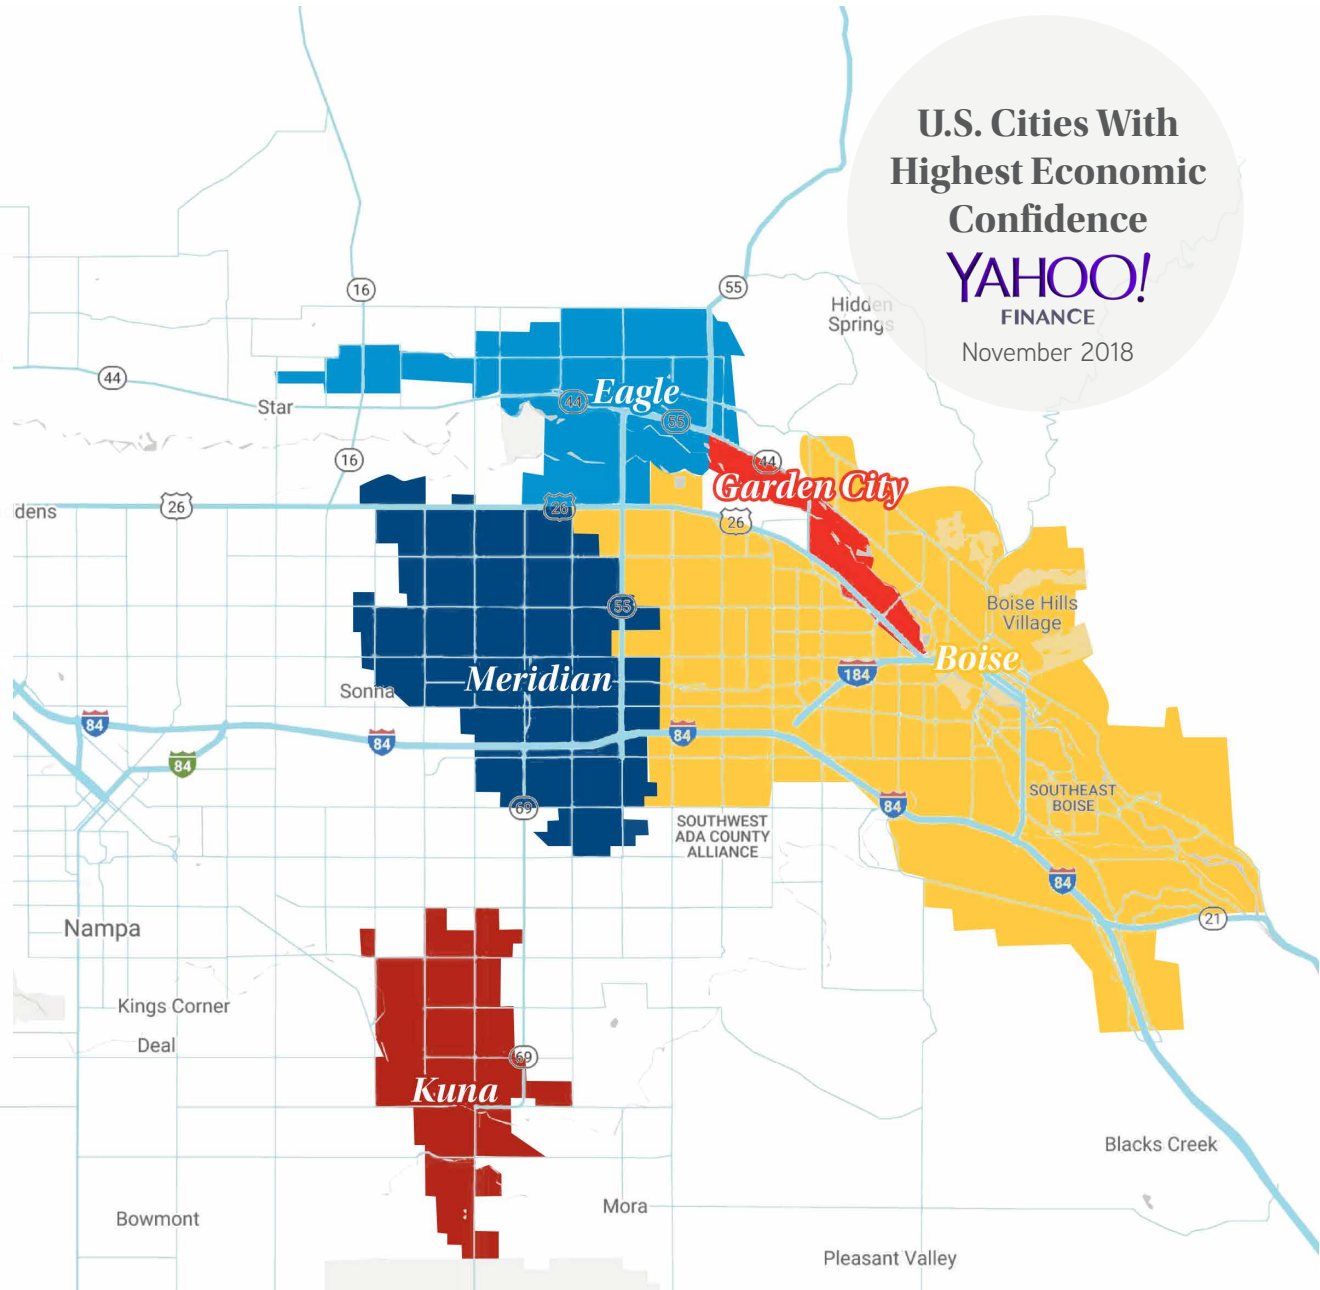 U.S. Cities With
Highest Economic
Confidence
YAHOO!
FINANCE
November 2018
16
55
Hidden
Springs
44
Star
44
Eagle
55
16
44
Garden City
dens
26
26
26
55
Boise Hills
Village
Boise
Meridian
184
Sonna
84
84
84
84
SOUTHEAST
BOISE
69
84
SOUTHWEST
ADA COUNTY
ALLIANCE
84
21
Nampa
Kings Corner
Deal
69
Kuna
Blacks Creek
Mora
Bowmont
Pleasant Valley